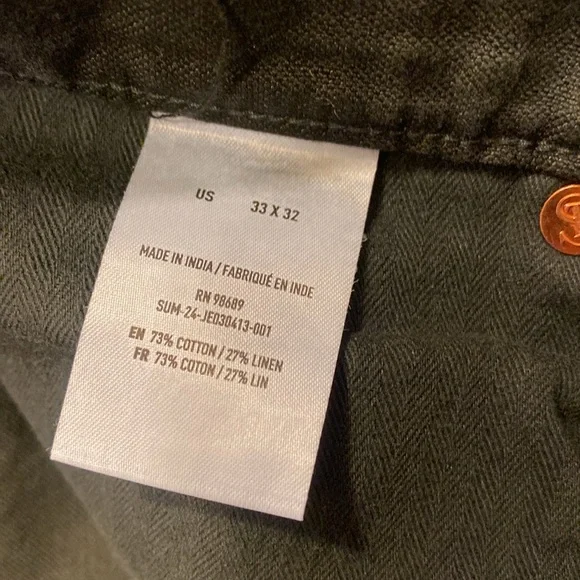 US 33 X 32
MADE IN INDIA / FABRIQUÉ EN INDE
RN 98689
SUM-24-JE030413-001
EN 73% COTTON / 27% LINEN
FR 73% COTON / 27% LIN